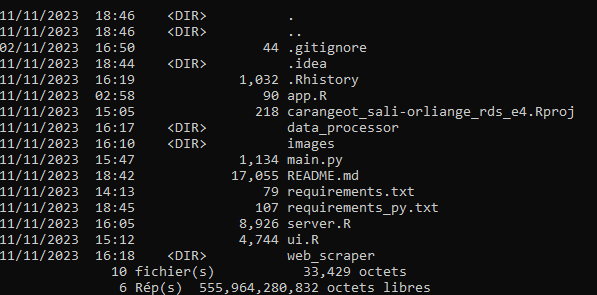 11/11/2023  18:46    <DIR>          .
11/11/2023  18:46    <DIR>          ..
02/11/2023  16:50                44 .gitignore
11/11/2023  18:44    <DIR>          .idea
11/11/2023  16:19             1,032 .Rhistory
11/11/2023  02:58                90 app.R
11/11/2023  15:05               218 carangeot_sali-orliange_rds_e4.Rproj
11/11/2023  16:17    <DIR>          data_processor
11/11/2023  16:10    <DIR>          images
11/11/2023  15:47             1,134 main.py
11/11/2023  18:42            17,055 README.md
11/11/2023  14:13                79 requirements.txt
11/11/2023  18:45               107 requirements_py.txt
11/11/2023  16:05             8,926 server.R
11/11/2023  15:12             4,744 ui.R
11/11/2023  16:18    <DIR>          web_scraper
10 fichier(s)           33,429 octets
6 Rép(s)  555,964,280,832 octets libres